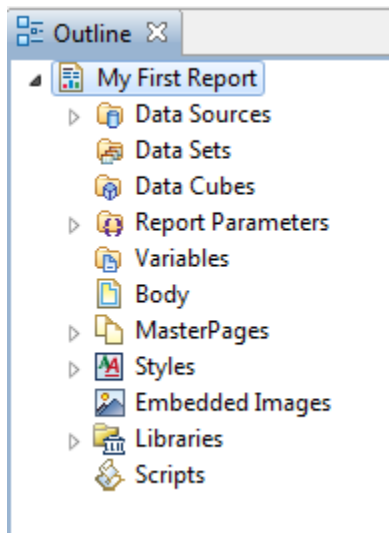 Outline
My First Report
Data Sources
Data Sets
Data Cubes
Report Parameters
Variables
Body
MasterPages
Styles
Embedded Images
Libraries
Scripts